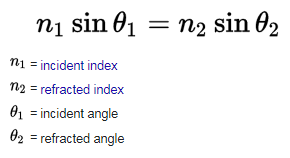 n₁ sin θ₁ = n₂ sin θ₂
n₁ = incident index
n₂ = refracted index
θ₁ = incident angle
θ₂ = refracted angle